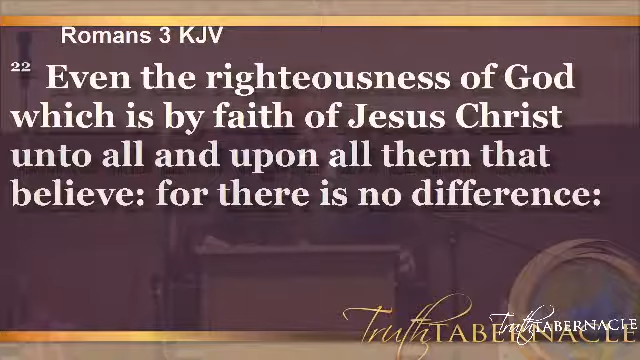 Romans 3 KJV
22 Even the righteousness of God
which is by faith of Jesus Christ
unto all and upon all them that
believe: for there is no difference:
TruthTABERNACLE
TruthTABERNACLE